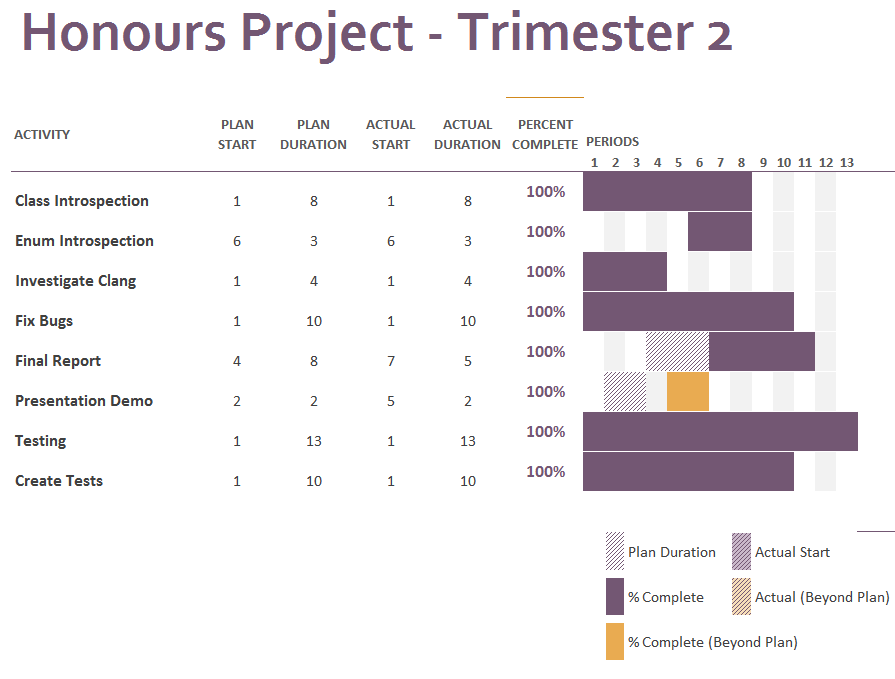 Honours Project - Trimester 2
ACTIVITY PLAN START PLAN DURATION ACTUAL START ACTUAL DURATION PERCENT COMPLETE PERIODS
1 2 3 4 5 6 7 8 9 10 11 12 13
Class Introspection 1 8 1 8 100%
Enum Introspection 6 3 6 3 100%
Investigate Clang 1 4 1 4 100%
Fix Bugs 1 10 1 10 100%
Final Report 4 8 7 5 100%
Presentation Demo 2 2 5 2 100%
Testing 1 13 1 13 100%
Create Tests 1 10 1 10 100%
Plan Duration Actual Start
% Complete Actual (Beyond Plan)
% Complete (Beyond Plan)